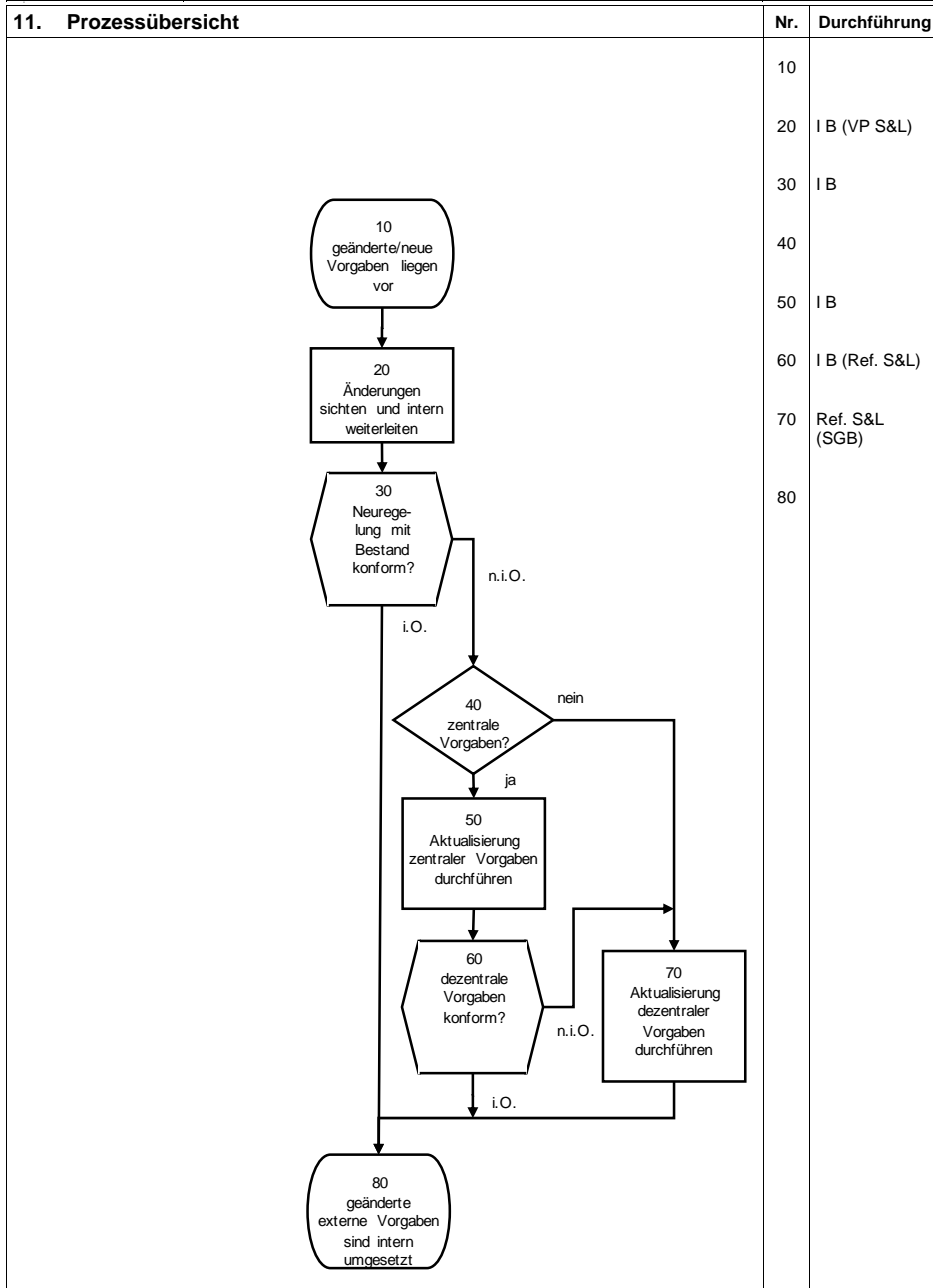 11. Prozessübersicht
Nr.
Durchführung
10
20 I B (VP S&L)
30 I B
40
50 I B
60 I B (Ref. S&L)
70 Ref. S&L
(SGB)
80
10
geänderte/neue
Vorgaben liegen
vor
20
Änderungen
sichten und intern
weiterleiten
30
Neurege-
lung mit
Bestand
konform?
n.i.O.
i.O.
40
zentrale
Vorgaben?
nein
ja
50
Aktualisierung
zentraler Vorgaben
durchführen
60
dezentrale
Vorgaben
konform?
n.i.O.
i.O.
70
Aktualisierung
dezentraler
Vorgaben
durchführen
80
geänderte
externe Vorgaben
sind intern
umgesetzt